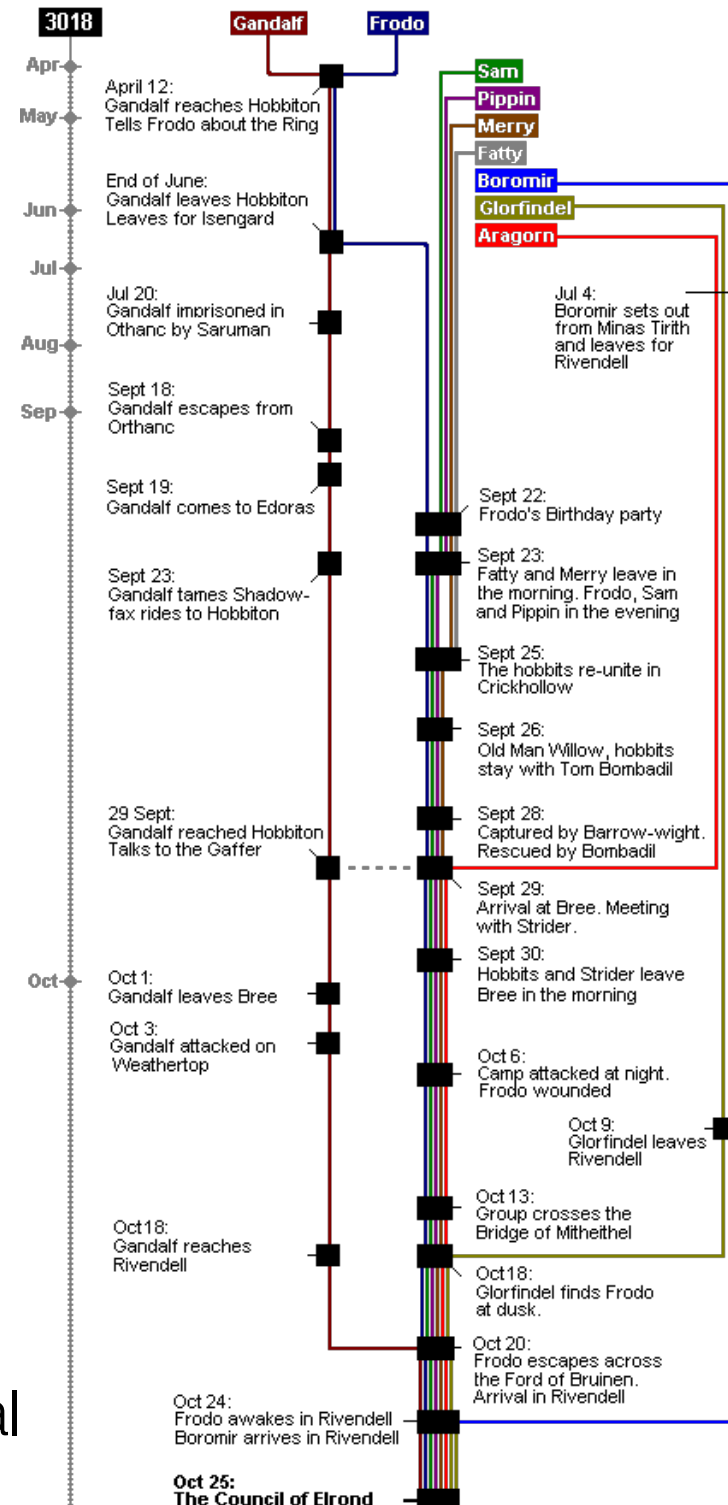 3018
Gandalf
Frodo
Apr
April 12:
Gandalf reaches Hobbiton
Tells Frodo about the Ring
Sam
Pippin
Merry
Fatty
Boromir
Glorfindel
Aragorn
May
End of June:
Gandalf leaves Hobbiton
Leaves for Isengard
Jun
Jul
Jul 20:
Gandalf imprisoned in
Othanc by Saruman
Jul 4:
Boromir sets out
from Minas Tirith
and leaves for
Rivendell
Aug
Sept 18:
Gandalf escapes from
Orthanc
Sep
Sept 19:
Gandalf comes to Edoras
Sept 22:
Frodo's Birthday party
Sept 23:
Gandalf tames Shadow-
fax rides to Hobbiton
Sept 23:
Fatty and Merry leave in
the morning. Frodo, Sam
and Pippin in the evening
Sept 25:
The hobbits re-unite in
Crickhollow
Sept 26:
Old Man Willow, hobbits
stay with Tom Bombadil
29 Sept:
Gandalf reached Hobbiton
Talks to the Gaffer
Sept 28:
Captured by Barrow-wight.
Rescued by Bombadil
Sept 29:
Arrival at Bree. Meeting
with Strider.
Sept 30:
Hobbits and Strider leave
Bree in the morning
Oct
Oct 1:
Gandalf leaves Bree
Oct 3:
Gandalf attacked on
Weathertop
Oct 6:
Camp attacked at night.
Frodo wounded
Oct 9:
Glorfindel leaves
Rivendell
Oct 13:
Group crosses the
Bridge of Mitheithel
Oct18:
Gandalf reaches
Rivendell
Oct18:
Glorfindel finds Frodo
at dusk.
Oct 20:
Frodo escapes across
the Ford of Bruinen.
Arrival in Rivendell
al
Oct 24:
Frodo awakes in Rivendell
Boromir arrives in Rivendell
Oct 25:
The Council of Elrond